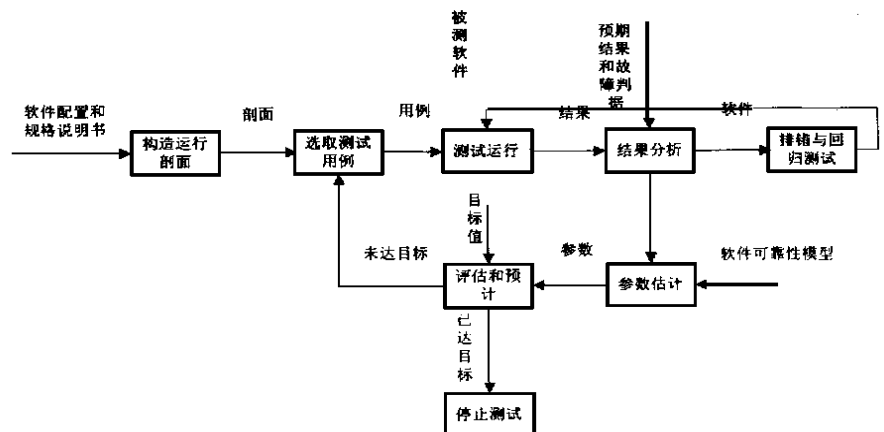 被
测
软
件
预期
结果
和故
障判
据
软件配置和
规格说明书
剖面
用例
结果
软件
构造运行
剖面
选取测试
用例
测试运行
结果分析
排错与回
归测试
目
标
值
未达目标
参数
软件可靠性模型
评估和预
计
参数估计
已
达
目
标
停止测试